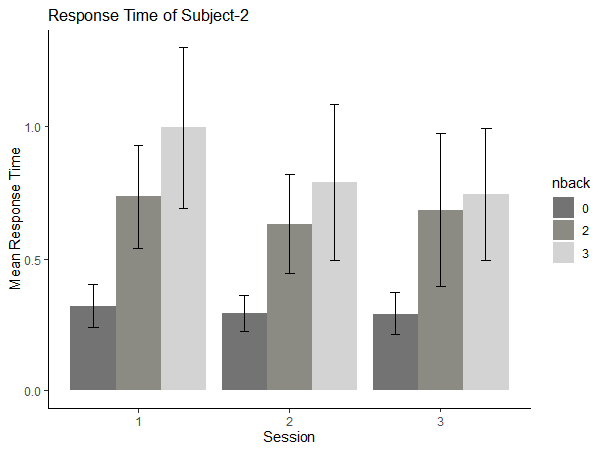 Response Time of Subject-2
Mean Response Time
1.0
0.5
0.0
1 2 3
Session
nback
0
2
3